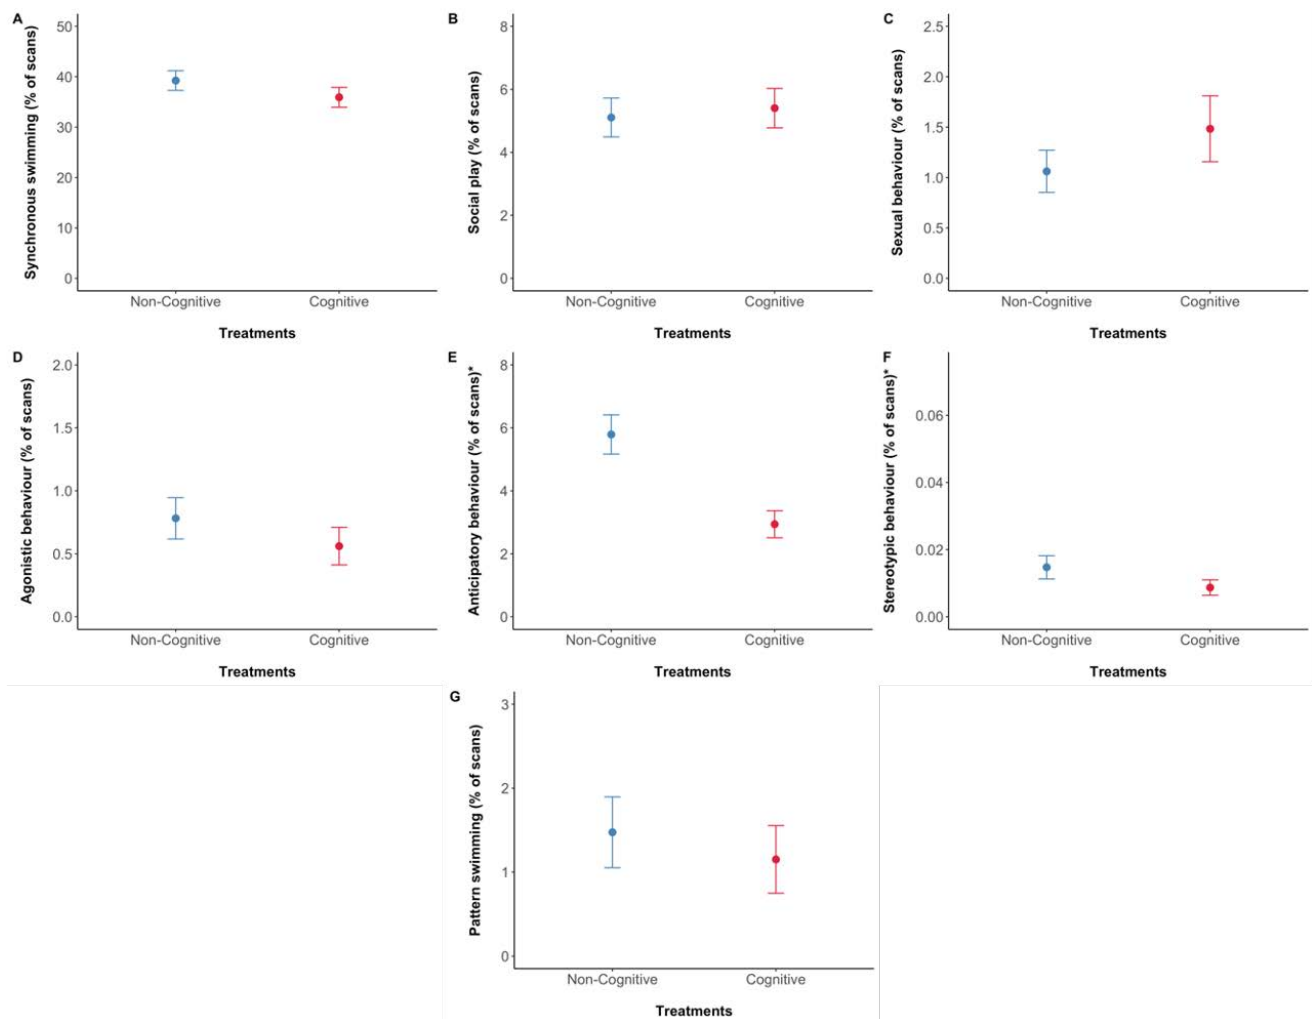 A
Synchronous swimming (% of scans)
50
40
30
20
10
0
Non-Cognitive Cognitive
Treatments
B
Social play (% of scans)
8
6
4
2
0
Non-Cognitive Cognitive
Treatments
C
Sexual behaviour (% of scans)
2.5
2.0
1.5
1.0
0.5
0.0
Non-Cognitive Cognitive
Treatments
D
Agonistic behaviour (% of scans)
2.0
1.5
1.0
0.5
0.0
Non-Cognitive Cognitive
Treatments
E
Anticipatory behaviour (% of scans)*
8
6
4
2
0
Non-Cognitive Cognitive
Treatments
F
Stereotypic behaviour (% of scans)*
0.06
0.04
0.02
0.00
Non-Cognitive Cognitive
Treatments
G
Pattern swimming (% of scans)
3
2
1
0
Non-Cognitive Cognitive
Treatments